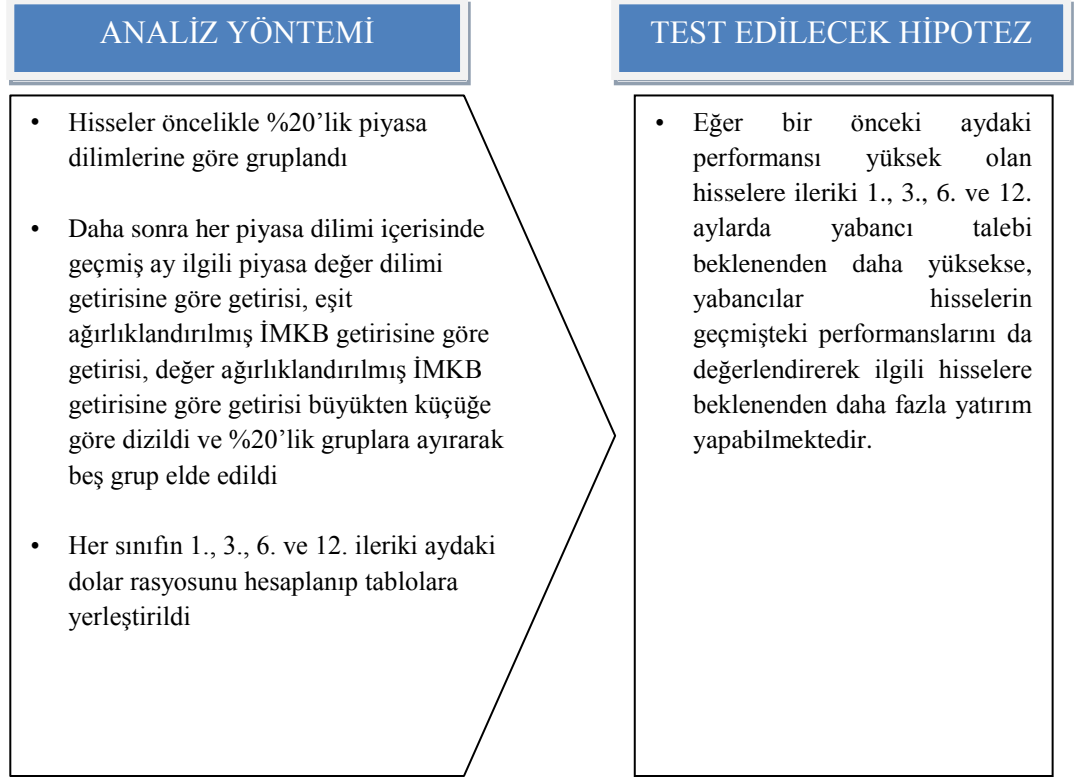 ANALİZ YÖNTEMİ
• Hisseler öncelikle %20’lik piyasa
dilimlerine göre gruplandı
• Daha sonra her piyasa dilimi içerisinde
geçmiş ay ilgili piyasa değer dilimi
getirisine göre getirisi, eşit
ağırlıklandırılmış İMKB getirisine göre
getirisi, değer ağırlıklandırılmış İMKB
getirisine göre getirisi büyükten küçüğe
göre dizildi ve %20’lik gruplara ayırarak
beş grup elde edildi
• Her sınıfın 1., 3., 6. ve 12. ileriki aydaki
dolar rasyosunu hesaplanıp tablolara
yerleştirildi
TEST EDİLECEK HİPOTEZ
• Eğer bir önceki aydaki
performansı yüksek olan
hisselere ileriki 1., 3., 6. ve 12.
aylarda yabancı talebi
beklenenden daha yüksekse,
yabancılar hisselerin
geçmişteki performanslarını da
değerlendirerek ilgili hisselere
beklenenden daha fazla yatırım
yapabilmektedir.